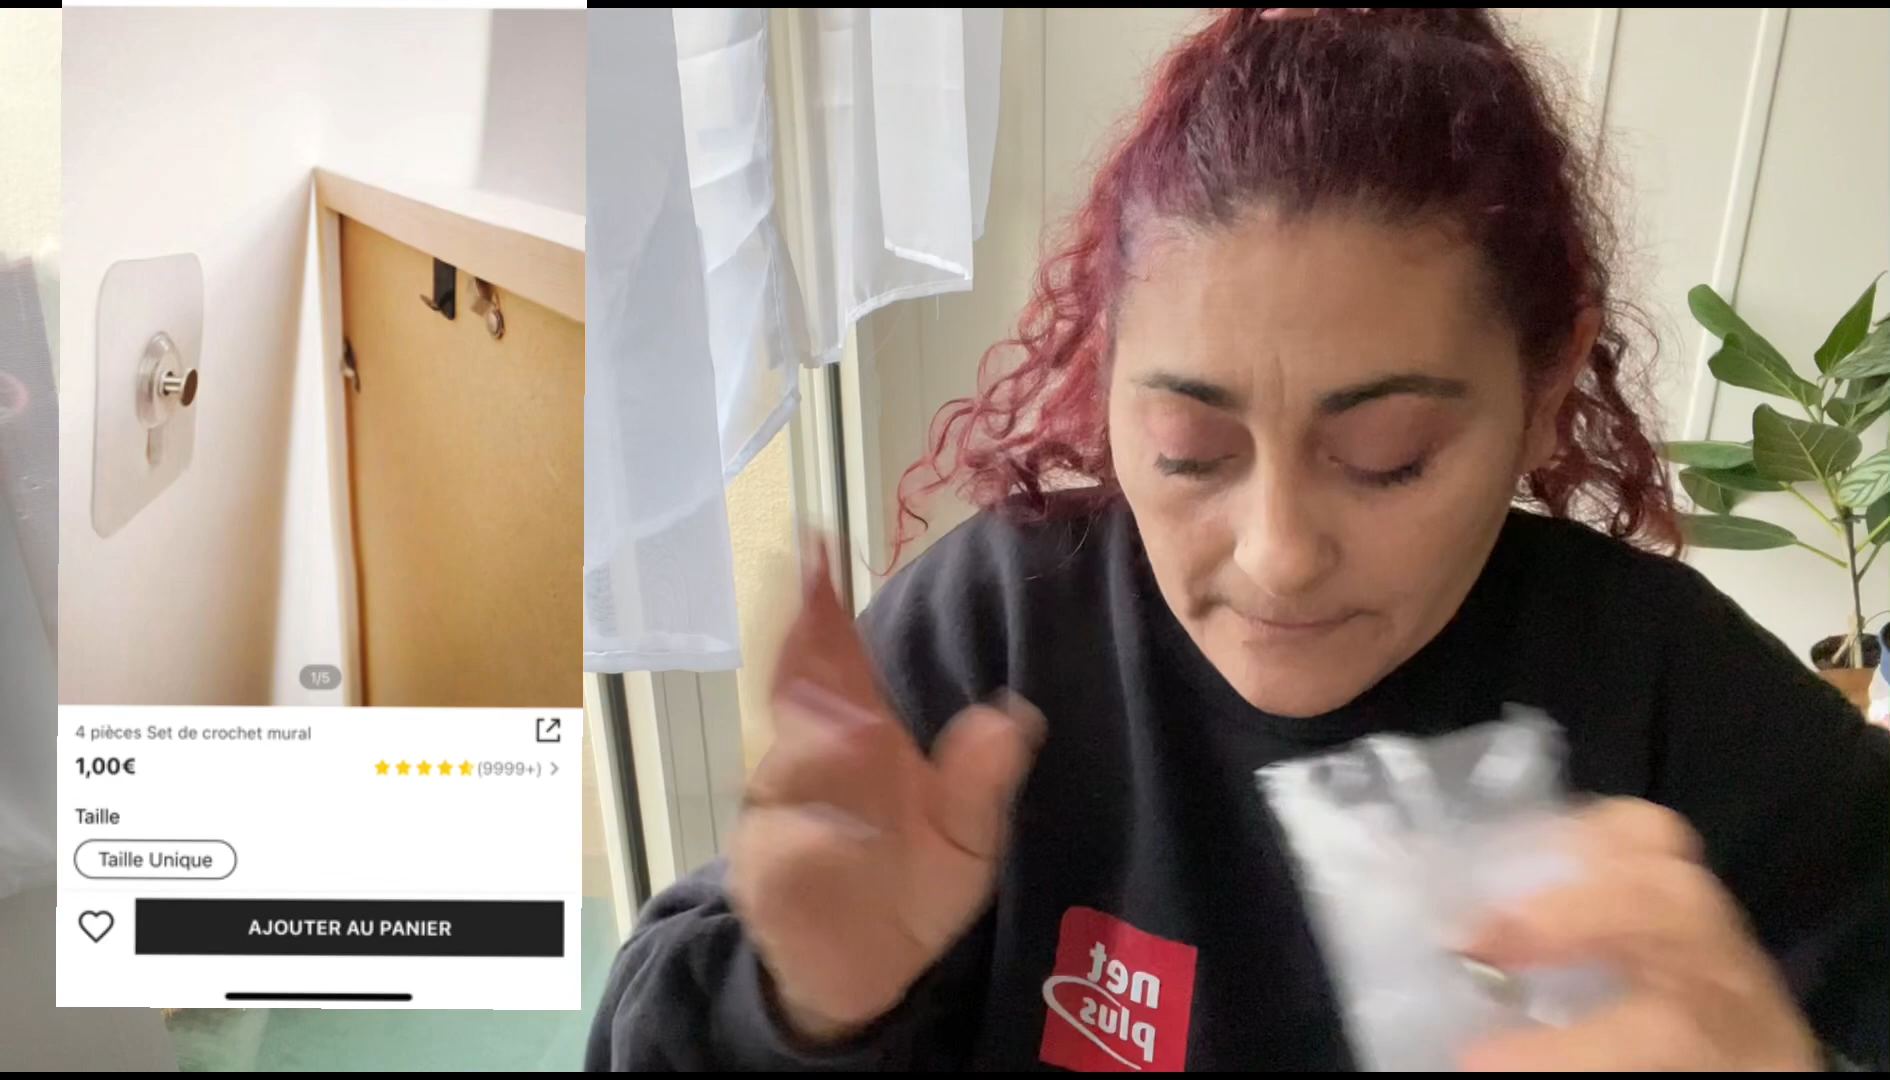 1/5
4 pièces Set de crochet mural
1,00€
(9999+)
Taille
Taille Unique
AJOUTER AU PANIER
net
plus